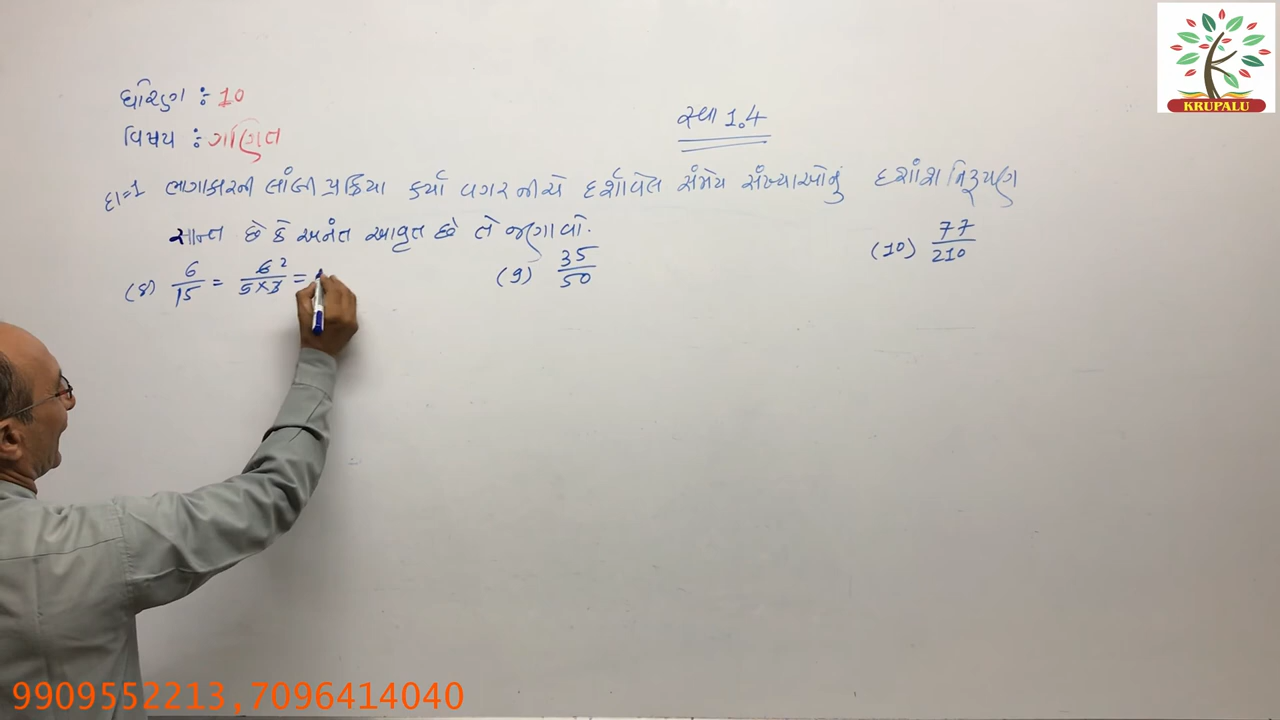 KRUPALU
ધોરણ : 10
વિષય : ગણિત
સ્વા 1.4
દા=1 ભાગાકારની લાંબી પ્રક્રિયા કર્યા વગર નીચે દર્શાવેલ સંમેય સંખ્યાઓનું દશાંશ નિરૂપણ
સાન્ત છે કે અનંત આવૃત છે તે જણાવો.
(8) 6/15 = 6²/5×3 =
(9) 35/50
(10) 77/210
9909552213,7096414040